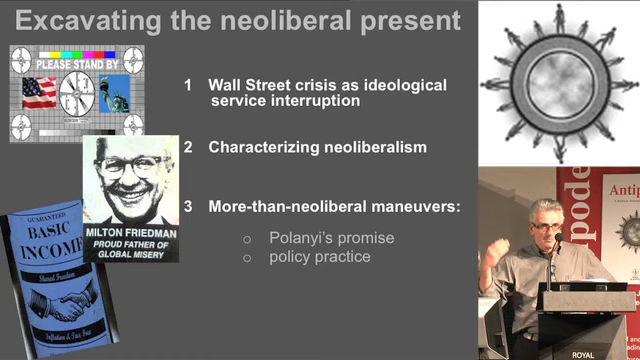 Excavating the neoliberal present
PLEASE STAND BY
1 Wall Street crisis as ideological
service interruption
2 Characterizing neoliberalism
MILTON FRIEDMAN
PROUD FATHER OF
GLOBAL MISERY
3 More-than-neoliberal maneuvers:
○ Polanyi's promise
○ policy practice
GUARANTEED
BASIC
INCOME
Shared Freedom
Inflation & Tax Free
Antip
pode
ROYAL